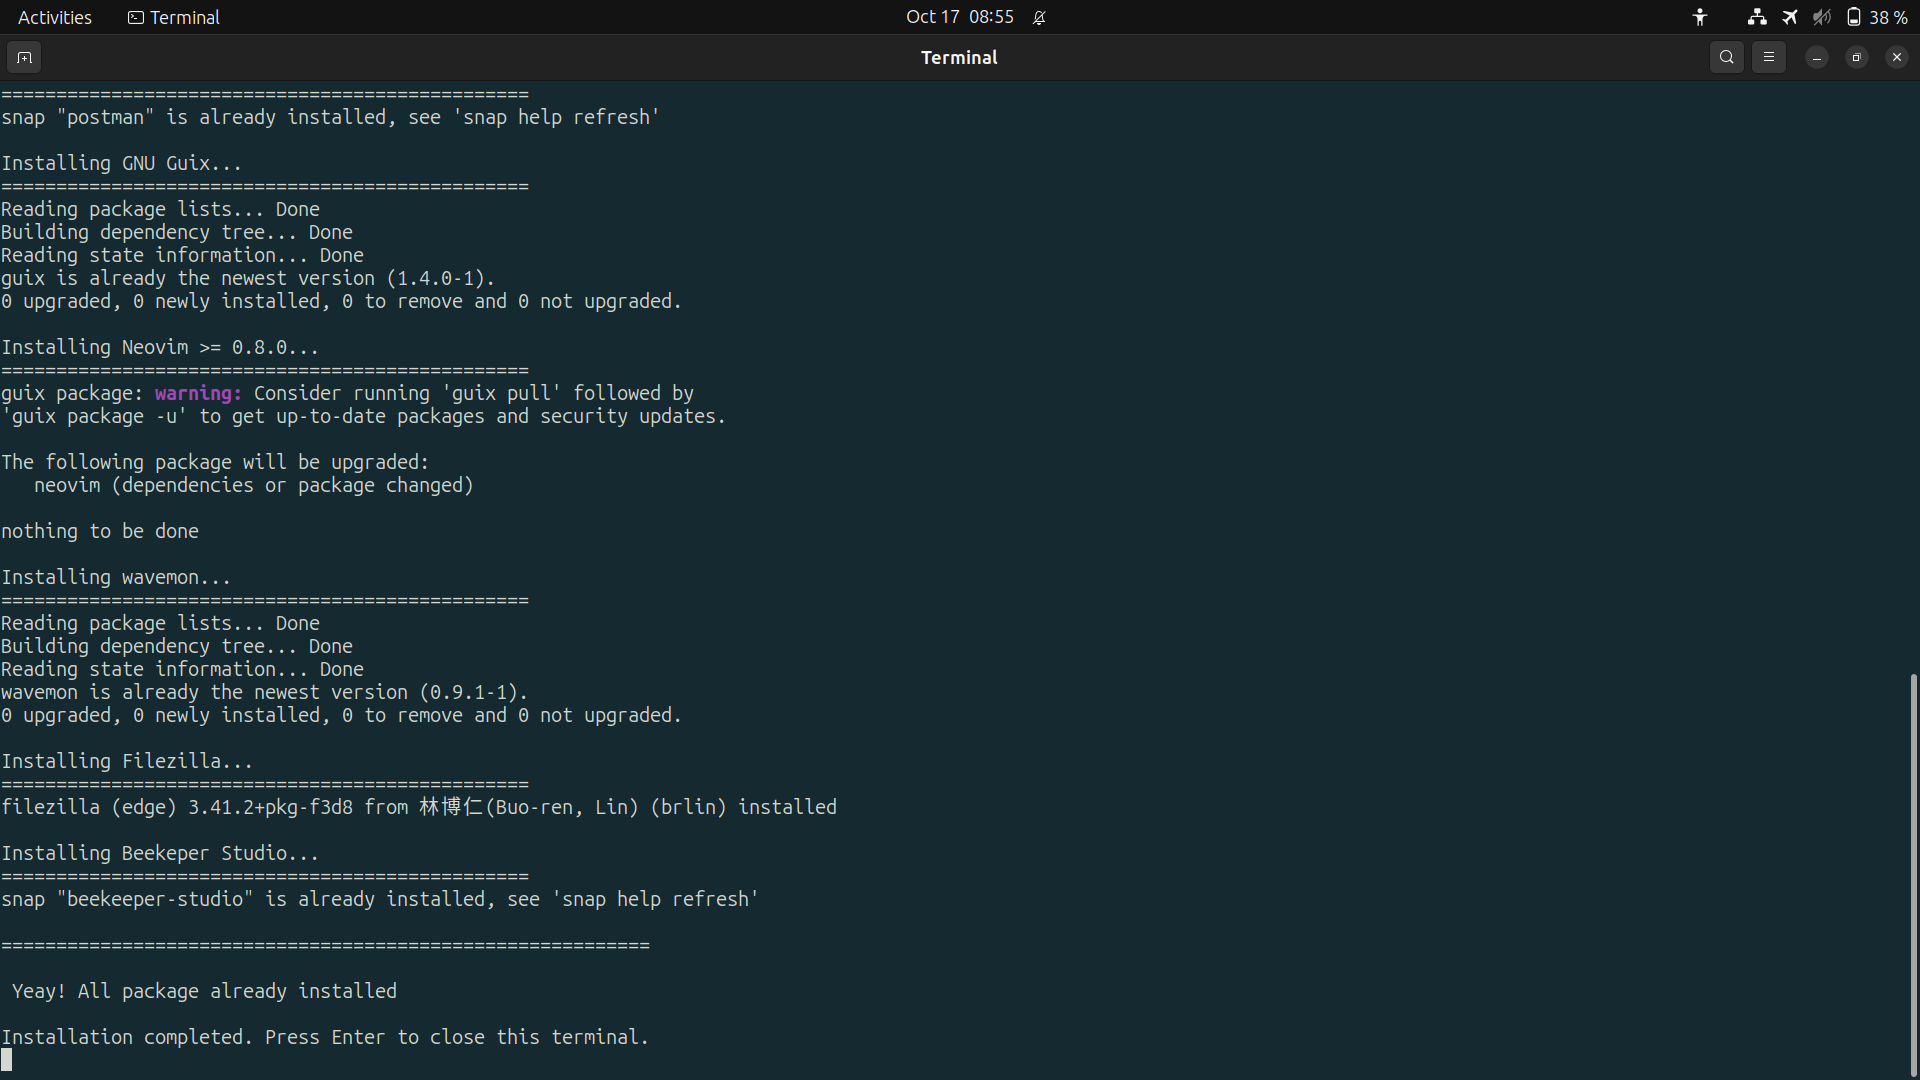 Activities Terminal Oct 17 08:55 38 %
Terminal
================================================
snap "postman" is already installed, see 'snap help refresh'
Installing GNU Guix...
================================================
Reading package lists... Done
Building dependency tree... Done
Reading state information... Done
guix is already the newest version (1.4.0-1).
0 upgraded, 0 newly installed, 0 to remove and 0 not upgraded.
Installing Neovim >= 0.8.0...
================================================
guix package: warning: Consider running 'guix pull' followed by
'guix package -u' to get up-to-date packages and security updates.
The following package will be upgraded:
neovim (dependencies or package changed)
nothing to be done
Installing wavemon...
================================================
Reading package lists... Done
Building dependency tree... Done
Reading state information... Done
wavemon is already the newest version (0.9.1-1).
0 upgraded, 0 newly installed, 0 to remove and 0 not upgraded.
Installing Filezilla...
================================================
filezilla (edge) 3.41.2+pkg-f3d8 from 林博仁(Buo-ren, Lin) (brlin) installed
Installing Beekeper Studio...
================================================
snap "beekeeper-studio" is already installed, see 'snap help refresh'
===========================================================
Yeay! All package already installed
Installation completed. Press Enter to close this terminal.